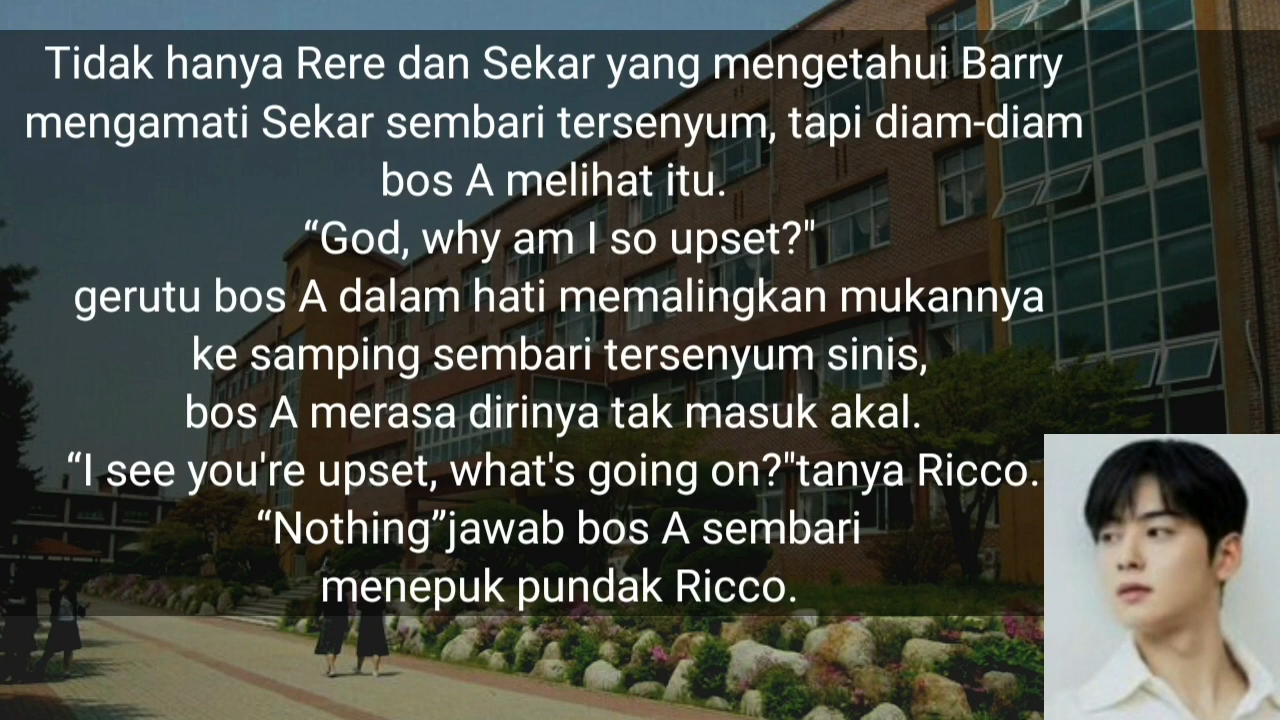 Tidak hanya Rere dan Sekar yang mengetahui Barry
mengamati Sekar sembari tersenyum, tapi diam-diam
bos A melihat itu.
“God, why am I so upset?"
gerutu bos A dalam hati memalingkan mukannya
ke samping sembari tersenyum sinis,
bos A merasa dirinya tak masuk akal.
“I see you're upset, what's going on?"tanya Ricco.
“Nothing”jawab bos A sembari
menepuk pundak Ricco.